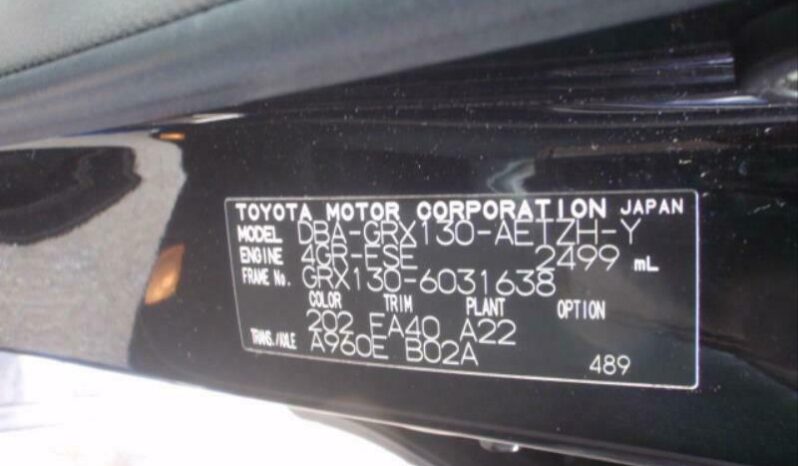 TOYOTA MOTOR CORPORATION JAPAN
MODEL DBA-GRX130-AETZH-Y
ENGINE 4GR-FSE 2499 mL
FRAME No. GRX130-6031638
COLOR TRIM PLANT OPTION
202 FA40 A22
TRANS./AXLE A960E B02A
489